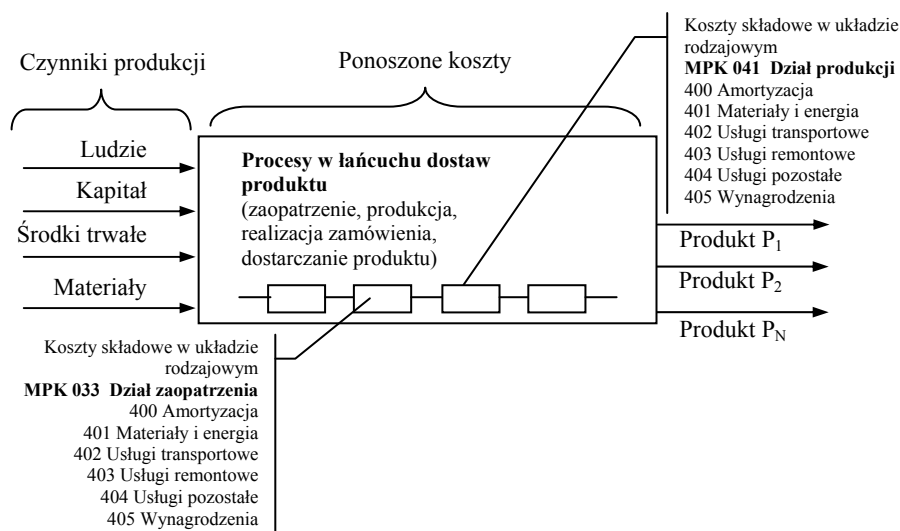 Koszty składowe w układzie
rodzajowym
MPK 041 Dział produkcji
400 Amortyzacja
401 Materiały i energia
402 Usługi transportowe
403 Usługi remontowe
404 Usługi pozostałe
405 Wynagrodzenia
Czynniki produkcji
Ponoszone koszty
Ludzie
Kapitał
Środki trwałe
Materiały
Procesy w łańcuchu dostaw
produktu
(zaopatrzenie, produkcja,
realizacja zamówienia,
dostarczanie produktu)
Produkt P1
Produkt P2
Produkt PN
Koszty składowe w układzie
rodzajowym
MPK 033 Dział zaopatrzenia
400 Amortyzacja
401 Materiały i energia
402 Usługi transportowe
403 Usługi remontowe
404 Usługi pozostałe
405 Wynagrodzenia